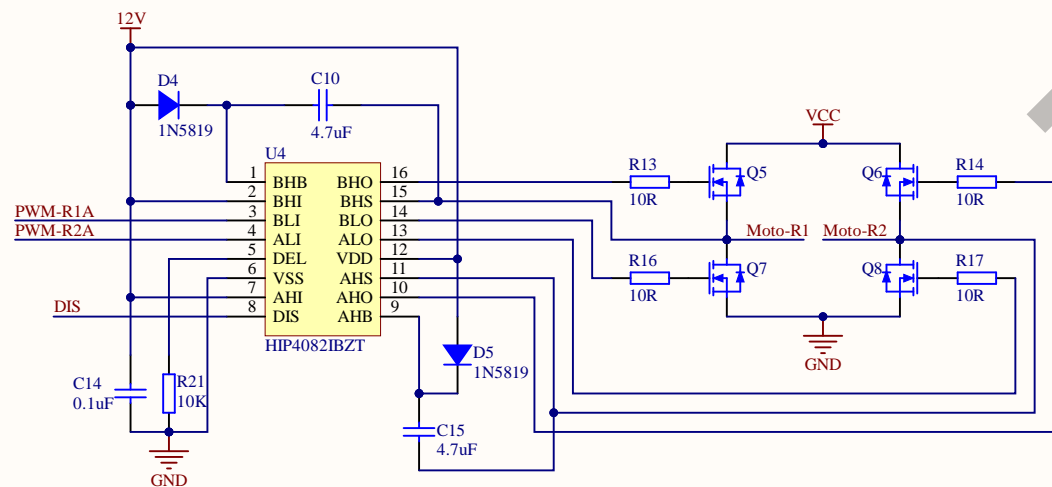 12V
D4
1N5819
C10
4.7uF
U4
1 BHB BHO 16
2 BHI BHS 15
3 BLI BLO 14
4 ALI ALO 13
5 DEL VDD 12
6 VSS AHS 11
7 AHI AHO 10
8 DIS AHB 9
HIP4082IBZT
PWM-R1A
PWM-R2A
DIS
C14
0.1uF
R21
10K
GND
D5
1N5819
C15
4.7uF
VCC
R13
10R
Q5
Q6
R14
10R
Moto-R1
Moto-R2
R16
10R
Q7
Q8
R17
10R
GND